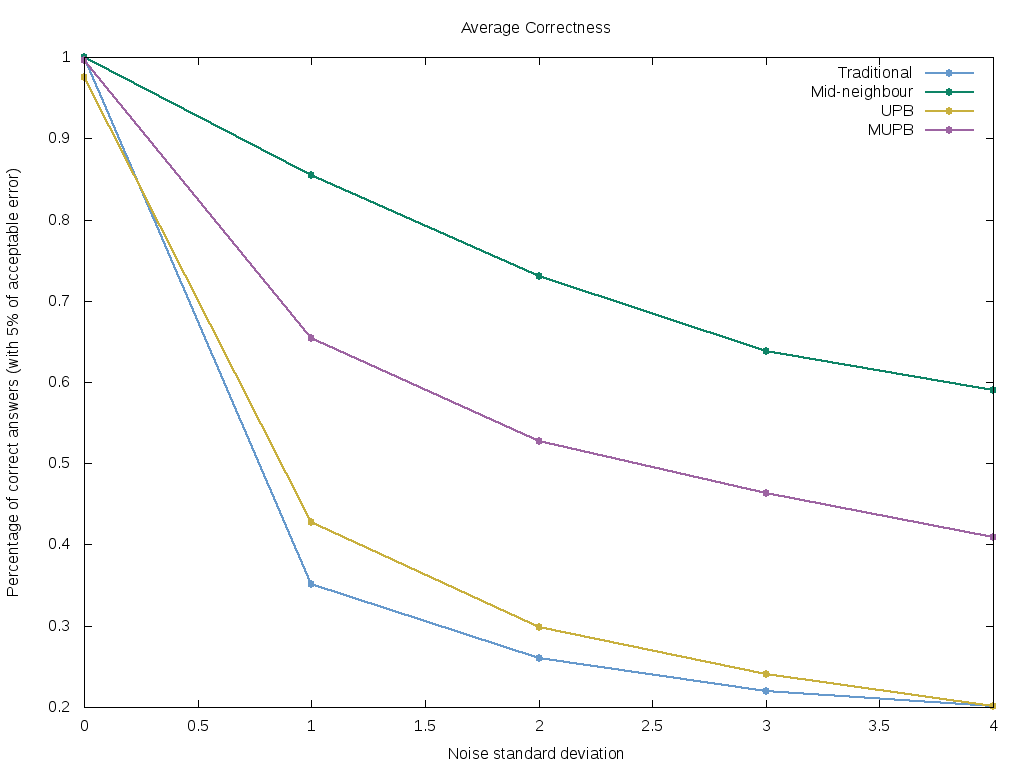 Average Correctness
Traditional
Mid-neighbour
UPB
MUPB
Percentage of correct answers (with 5% of acceptable error)
1
0.9
0.8
0.7
0.6
0.5
0.4
0.3
0.2
0 0.5 1 1.5 2 2.5 3 3.5 4
Noise standard deviation